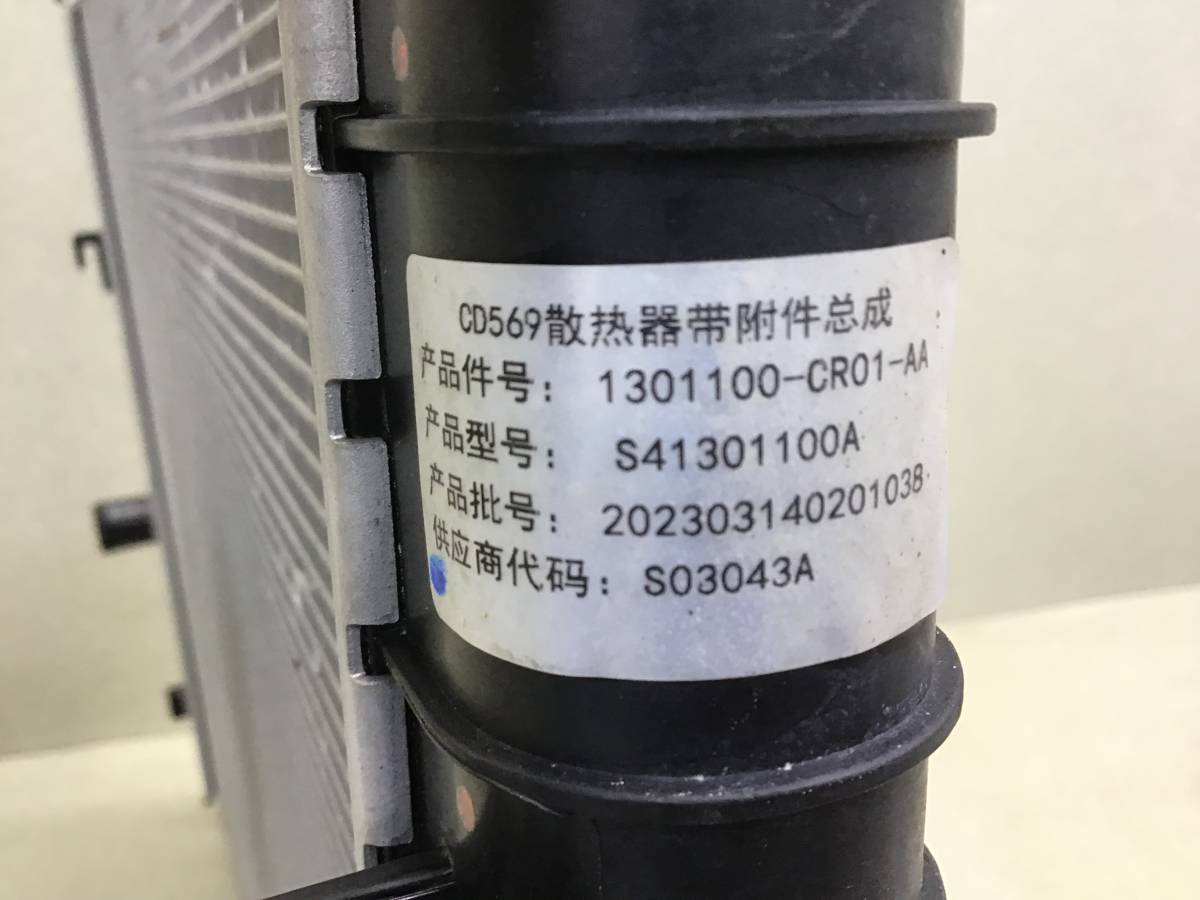 CD569散热器带附件总成
产品件号： 1301100-CR01-AA
产品型号： S41301100A
产品批号： 202303140201038
供应商代码： S03043A